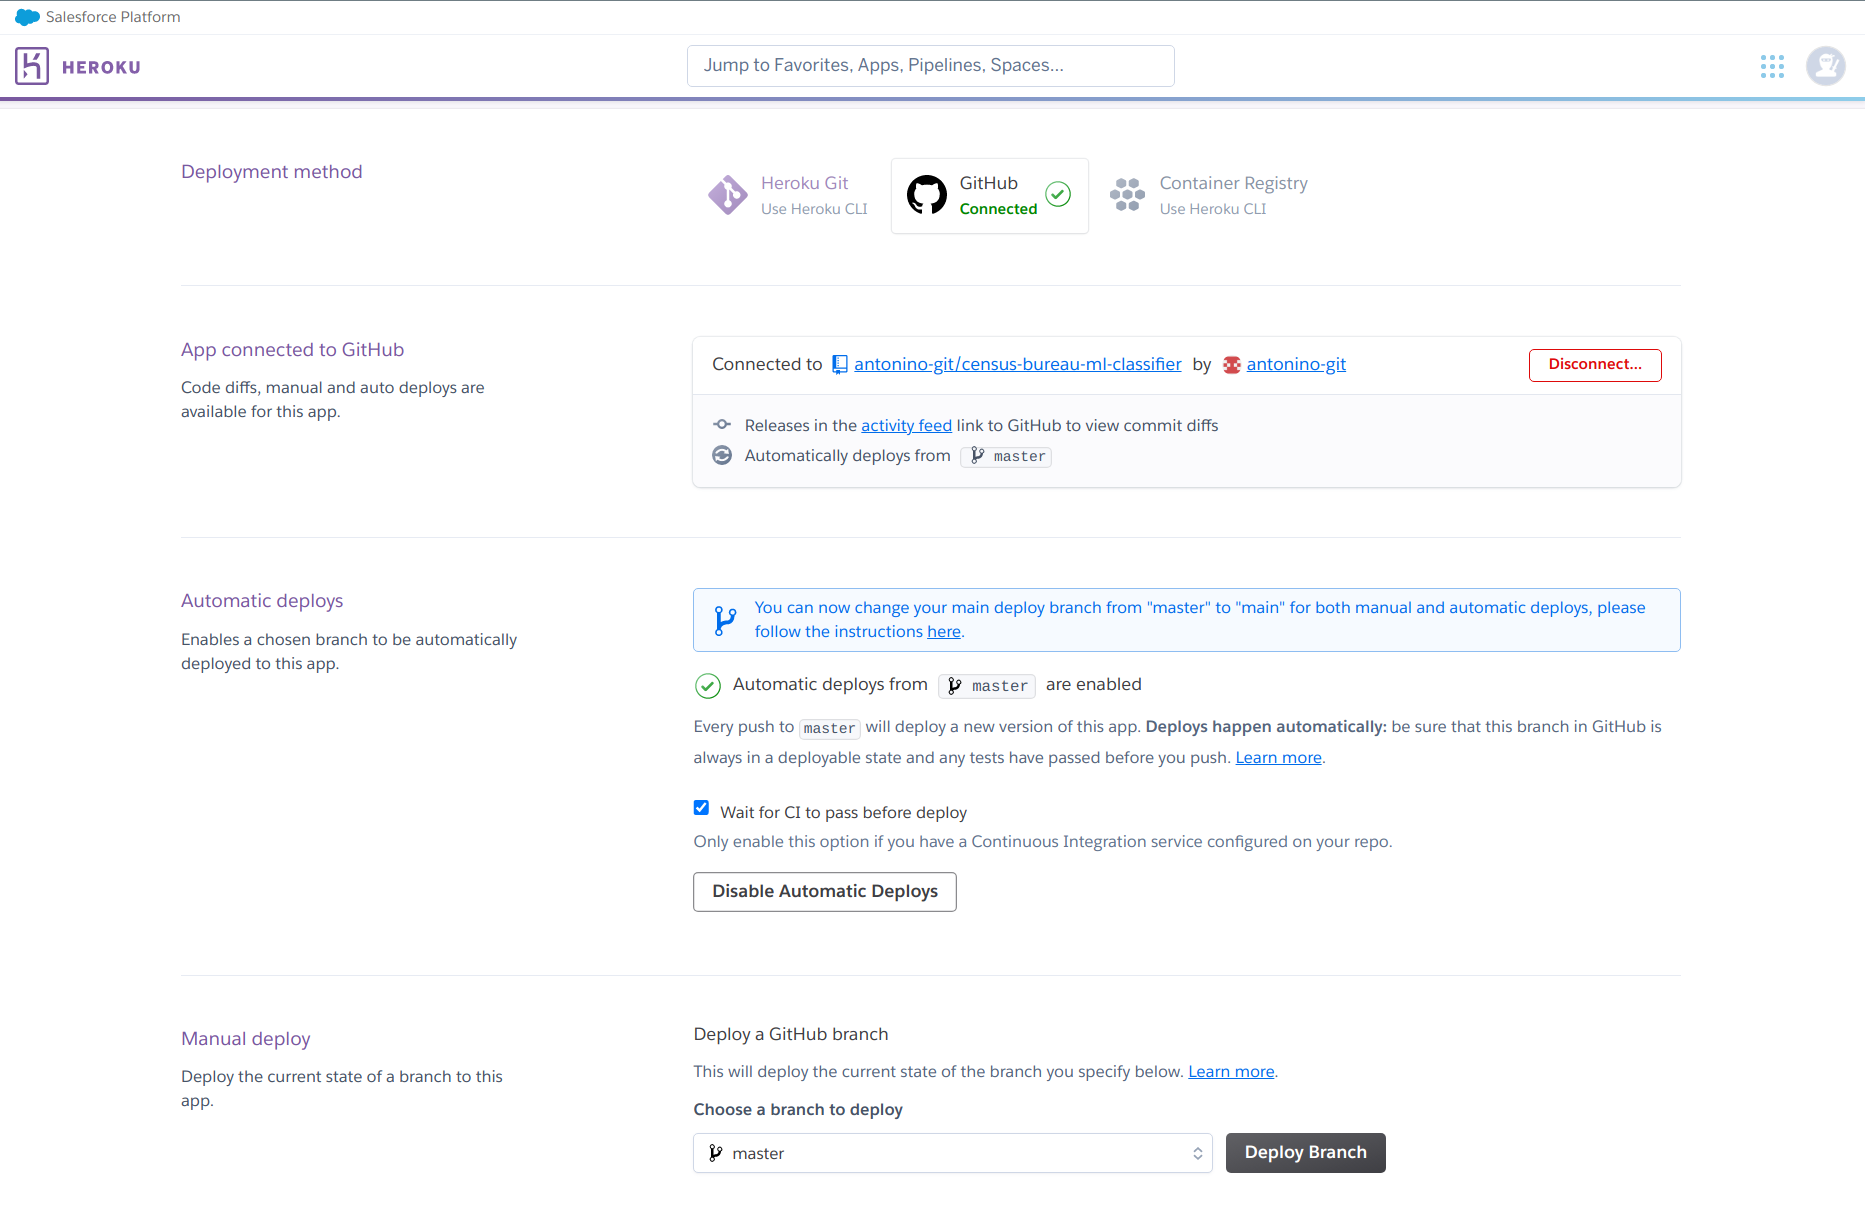 Salesforce Platform
HEROKU
Jump to Favorites, Apps, Pipelines, Spaces...
Deployment method
Heroku Git
Use Heroku CLI
GitHub
Connected
Container Registry
Use Heroku CLI
App connected to GitHub
Code diffs, manual and auto deploys are
available for this app.
Connected to antonino-git/census-bureau-ml-classifier by antonino-git
Disconnect...
Releases in the activity feed link to GitHub to view commit diffs
Automatically deploys from master
Automatic deploys
Enables a chosen branch to be automatically
deployed to this app.
You can now change your main deploy branch from "master" to "main" for both manual and automatic deploys, please
follow the instructions here.
Automatic deploys from master are enabled
Every push to master will deploy a new version of this app. Deploys happen automatically: be sure that this branch in GitHub is
always in a deployable state and any tests have passed before you push. Learn more.
Wait for CI to pass before deploy
Only enable this option if you have a Continuous Integration service configured on your repo.
Disable Automatic Deploys
Manual deploy
Deploy the current state of a branch to this
app.
Deploy a GitHub branch
This will deploy the current state of the branch you specify below. Learn more.
Choose a branch to deploy
master
Deploy Branch